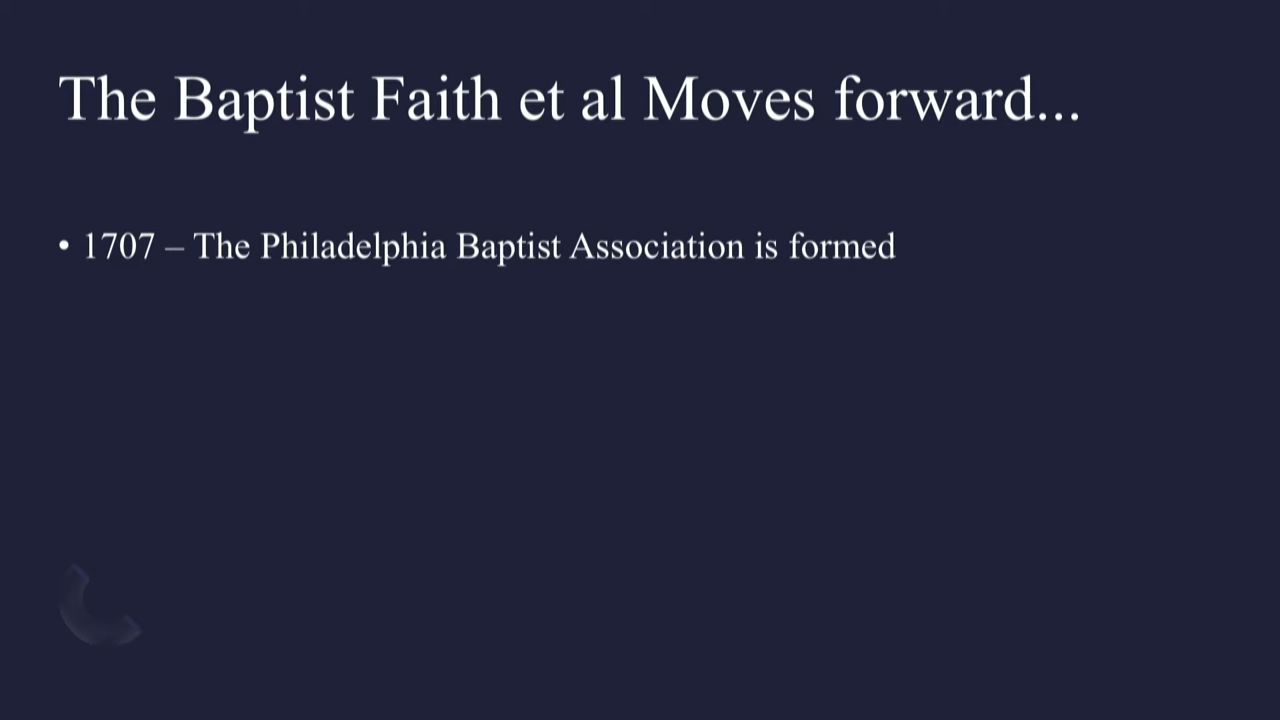 The Baptist Faith et al Moves forward...
• 1707 – The Philadelphia Baptist Association is formed